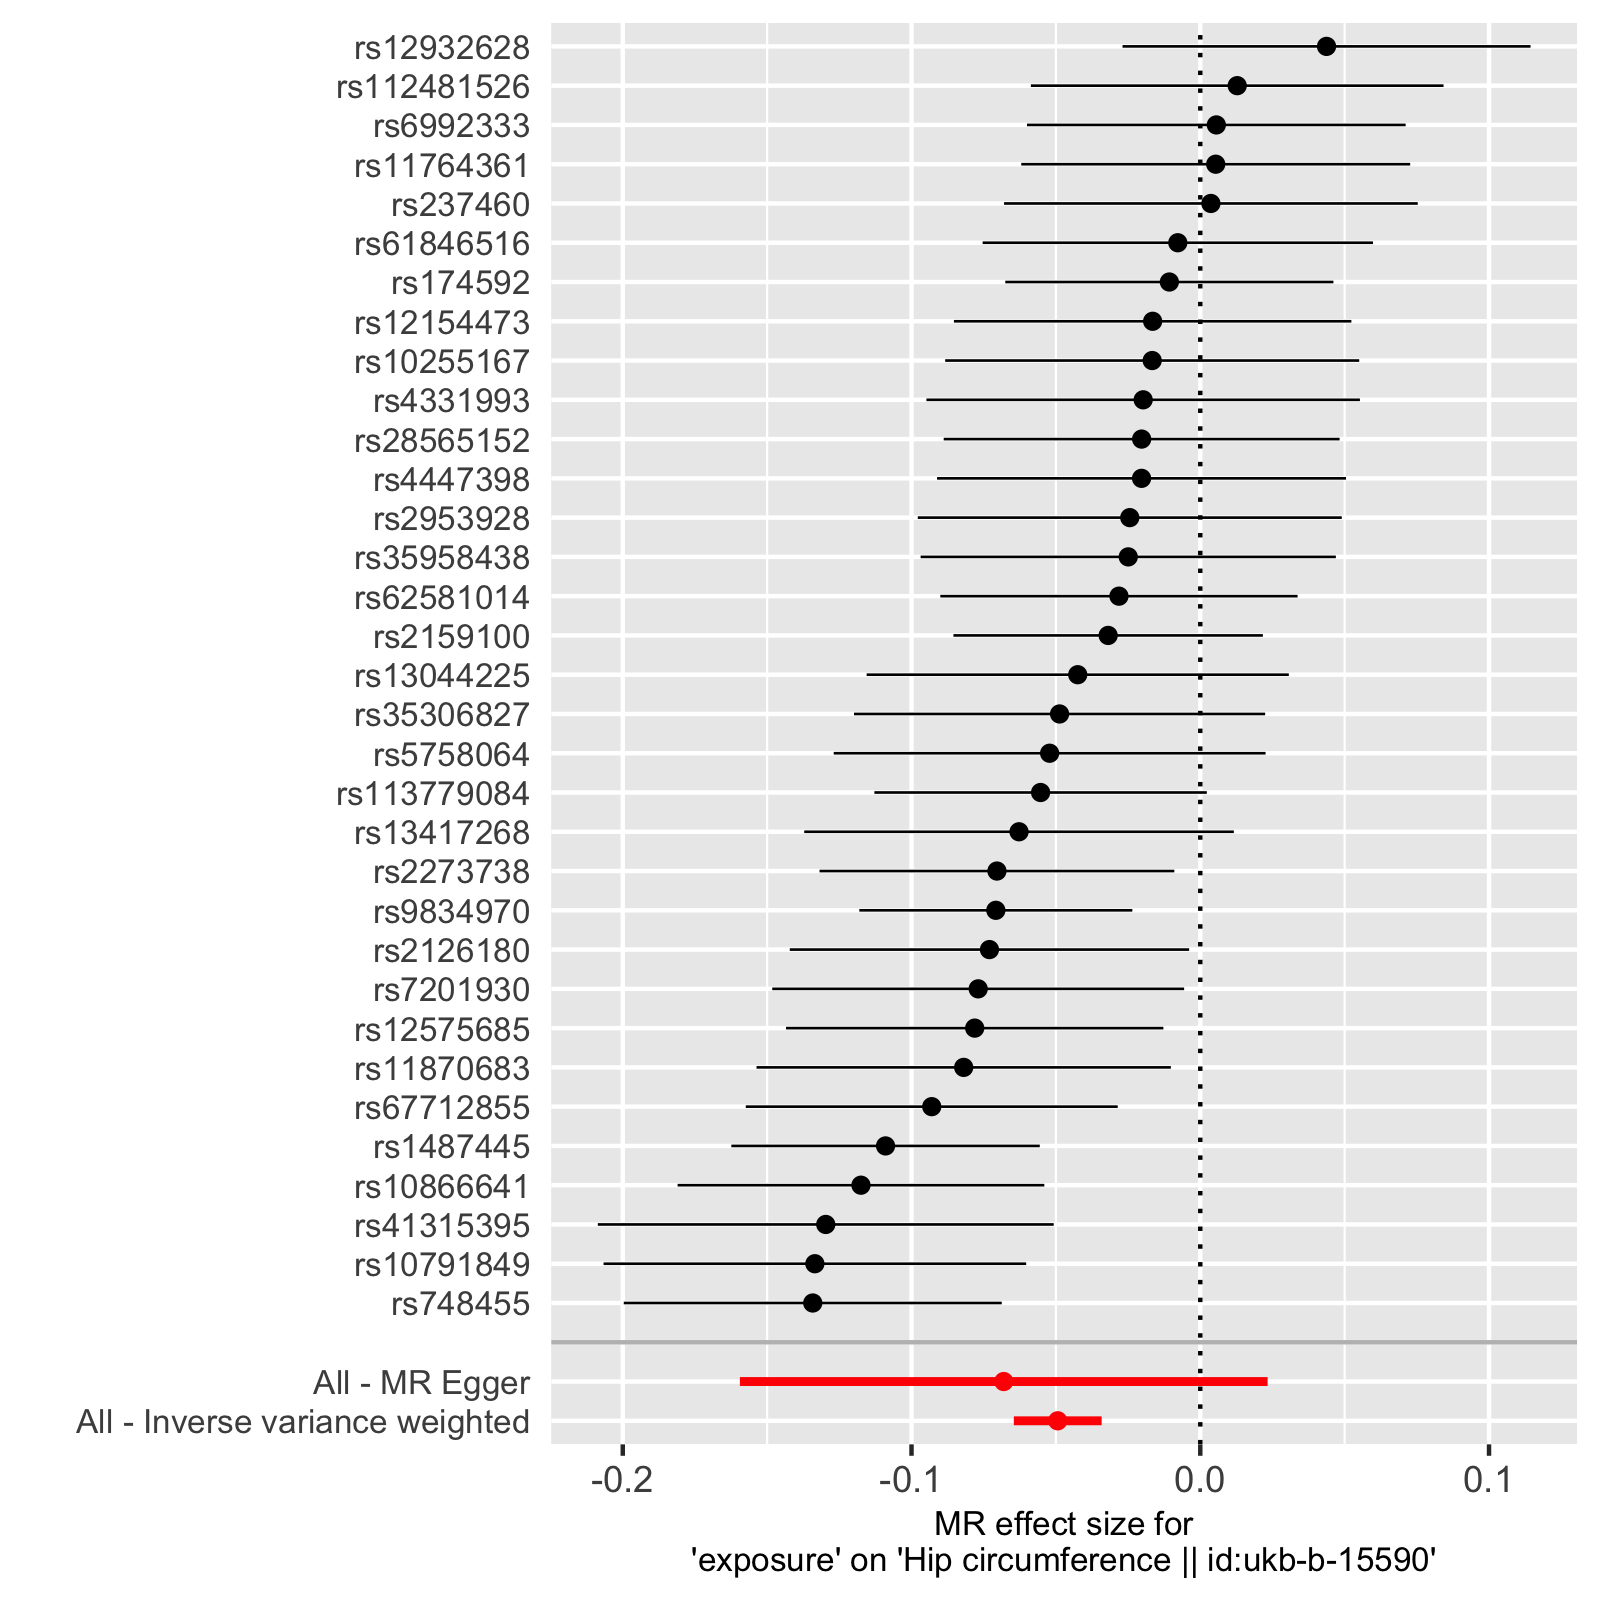 rs12932628
rs112481526
rs6992333
rs11764361
rs237460
rs61846516
rs174592
rs12154473
rs10255167
rs4331993
rs28565152
rs4447398
rs2953928
rs35958438
rs62581014
rs2159100
rs13044225
rs35306827
rs5758064
rs113779084
rs13417268
rs2273738
rs9834970
rs2126180
rs7201930
rs12575685
rs11870683
rs67712855
rs1487445
rs10866641
rs41315395
rs10791849
rs748455
All - MR Egger
All - Inverse variance weighted
-0.2 -0.1 0.0 0.1
MR effect size for
'exposure' on 'Hip circumference || id:ukb-b-15590'